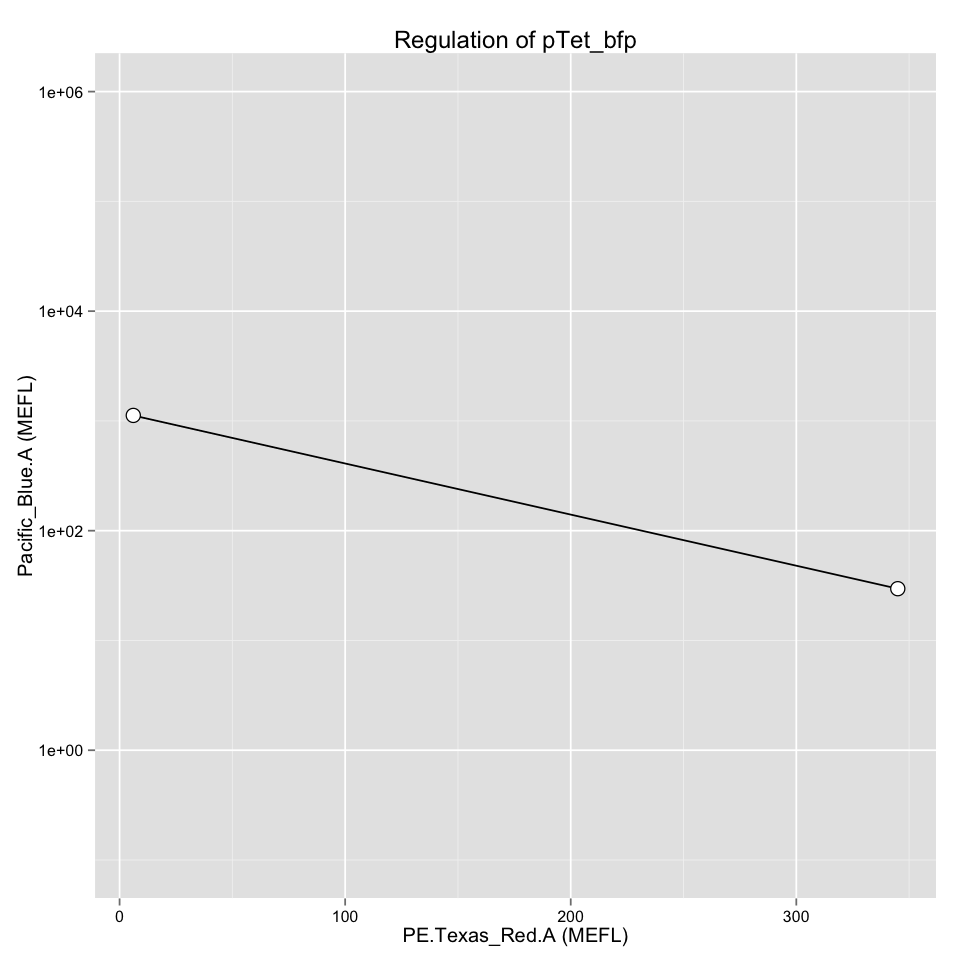 Regulation of pTet_bfp
1e+06
1e+04
1e+02
1e+00
Pacific_Blue.A (MEFL)
0 100 200 300
PE.Texas_Red.A (MEFL)